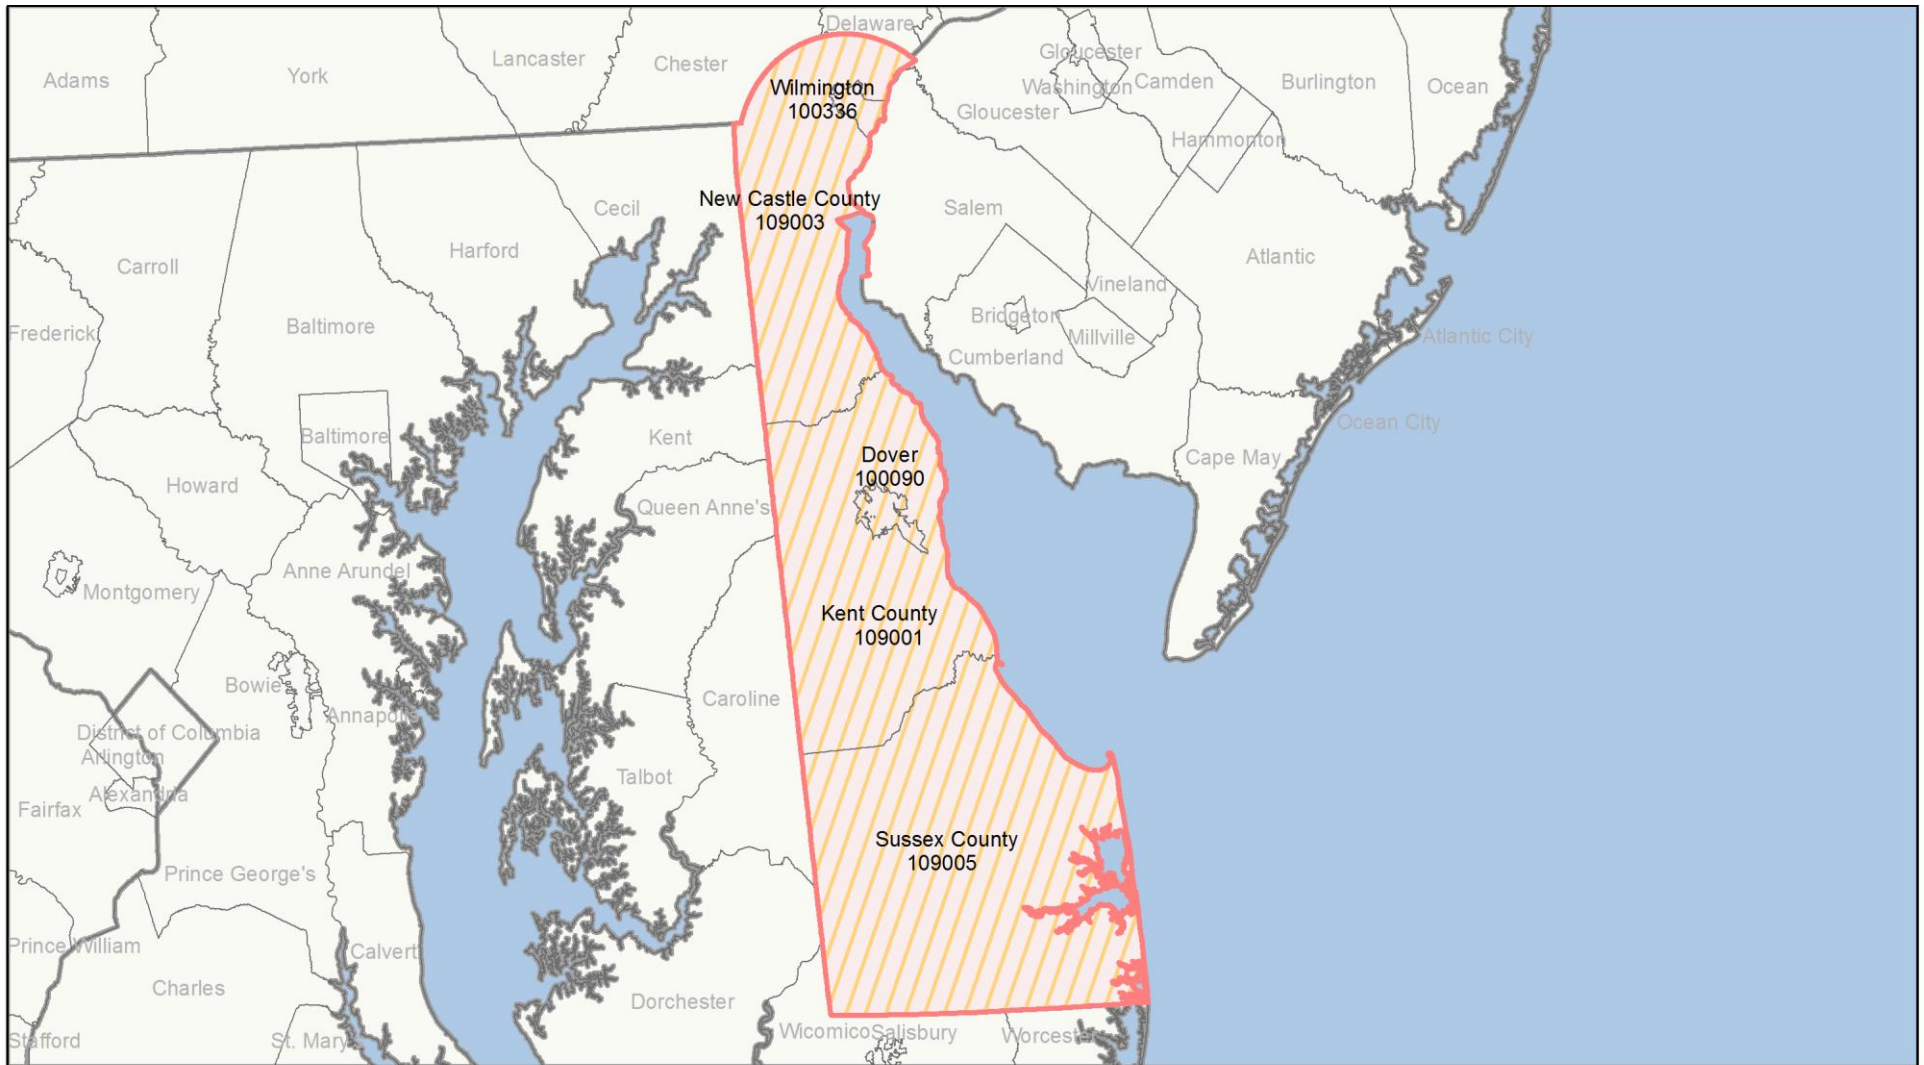 Delaware
Lancaster
Chester
Gloucester
York
Adams
Washington
Camden
Burlington
Ocean
Wilmington
100336
Gloucester
Hammonton
New Castle County
109003
Cecil
Salem
Harford
Carroll
Atlantic
Vineland
Bridgeton
Millville
Cumberland
Frederick
Baltimore
Atlantic City
Ocean City
Baltimore
Kent
Dover
100090
Cape May
Howard
Queen Anne's
Anne Arundel
Montgomery
Kent County
109001
Bowie
Caroline
Annapolis
District of Columbia
Arlington
Talbot
Alexandria
Fairfax
Sussex County
109005
Prince George's
Prince William
Calvert
Charles
Dorchester
Wicomico
Salisbury
Worcester
Stafford
St. Mary's